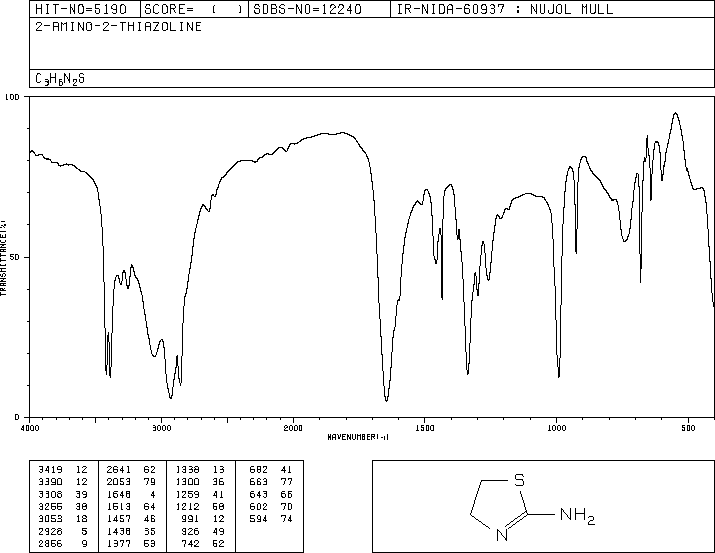 HIT-NO=5190 SCORE= ( ) SDBS-NO=12240 IR-NIDA-60937 : NUJOL MULL
2-AMINO-2-THIAZOLINE
C3H6N2S
100
50
0
TRANSMITTANCE(%)
4000 3000 2000 1500 1000 500
WAVENUMBER(-1)
3419 12 2641 62 1338 13 682 41
3390 12 2053 79 1300 36 663 77
3308 39 1648 4 1259 41 643 66
3255 38 1513 64 1212 60 602 70
3053 18 1457 46 991 12 594 74
2928 5 1438 35 926 49
2866 9 1377 53 742 52
S
N
NH2